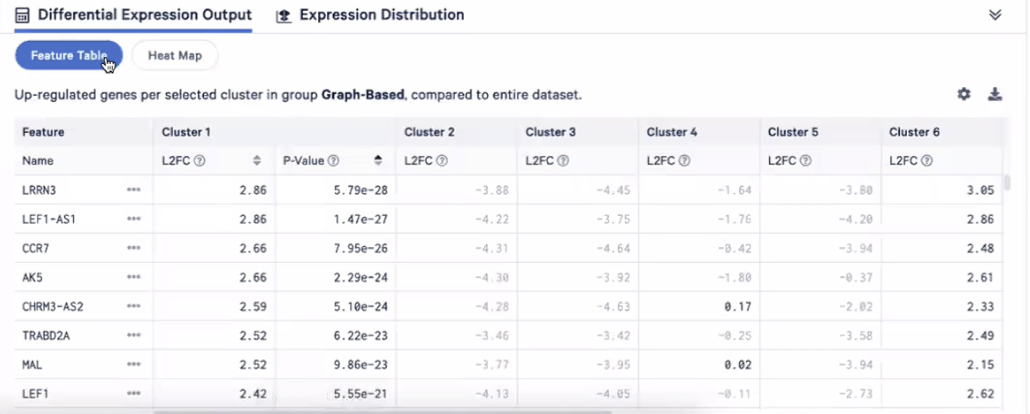 Differential Expression Output Expression Distribution
Feature Table Heat Map
Up-regulated genes per selected cluster in group Graph-Based, compared to entire dataset.
Feature Cluster 1 Cluster 2 Cluster 3 Cluster 4 Cluster 5 Cluster 6
Name L2FC P-Value L2FC L2FC L2FC L2FC L2FC
LRRN3 2.86 5.79e-28 -3.88 -4.45 -1.64 -3.80 3.05
LEF1-AS1 2.86 1.47e-27 -4.22 -3.75 -1.76 -4.20 2.86
CCR7 2.66 7.95e-26 -4.31 -4.64 -0.42 -3.94 2.48
AK5 2.66 2.29e-24 -4.30 -3.92 -1.80 -0.37 2.61
CHRM3-AS2 2.59 5.10e-24 -4.28 -4.63 0.17 -2.02 2.33
TRABD2A 2.52 6.22e-23 -3.46 -3.42 -0.25 -3.58 2.49
MAL 2.52 9.86e-23 -3.77 -3.95 0.02 -3.94 2.15
LEF1 2.42 5.55e-21 -4.13 -4.05 -0.11 -2.73 2.62